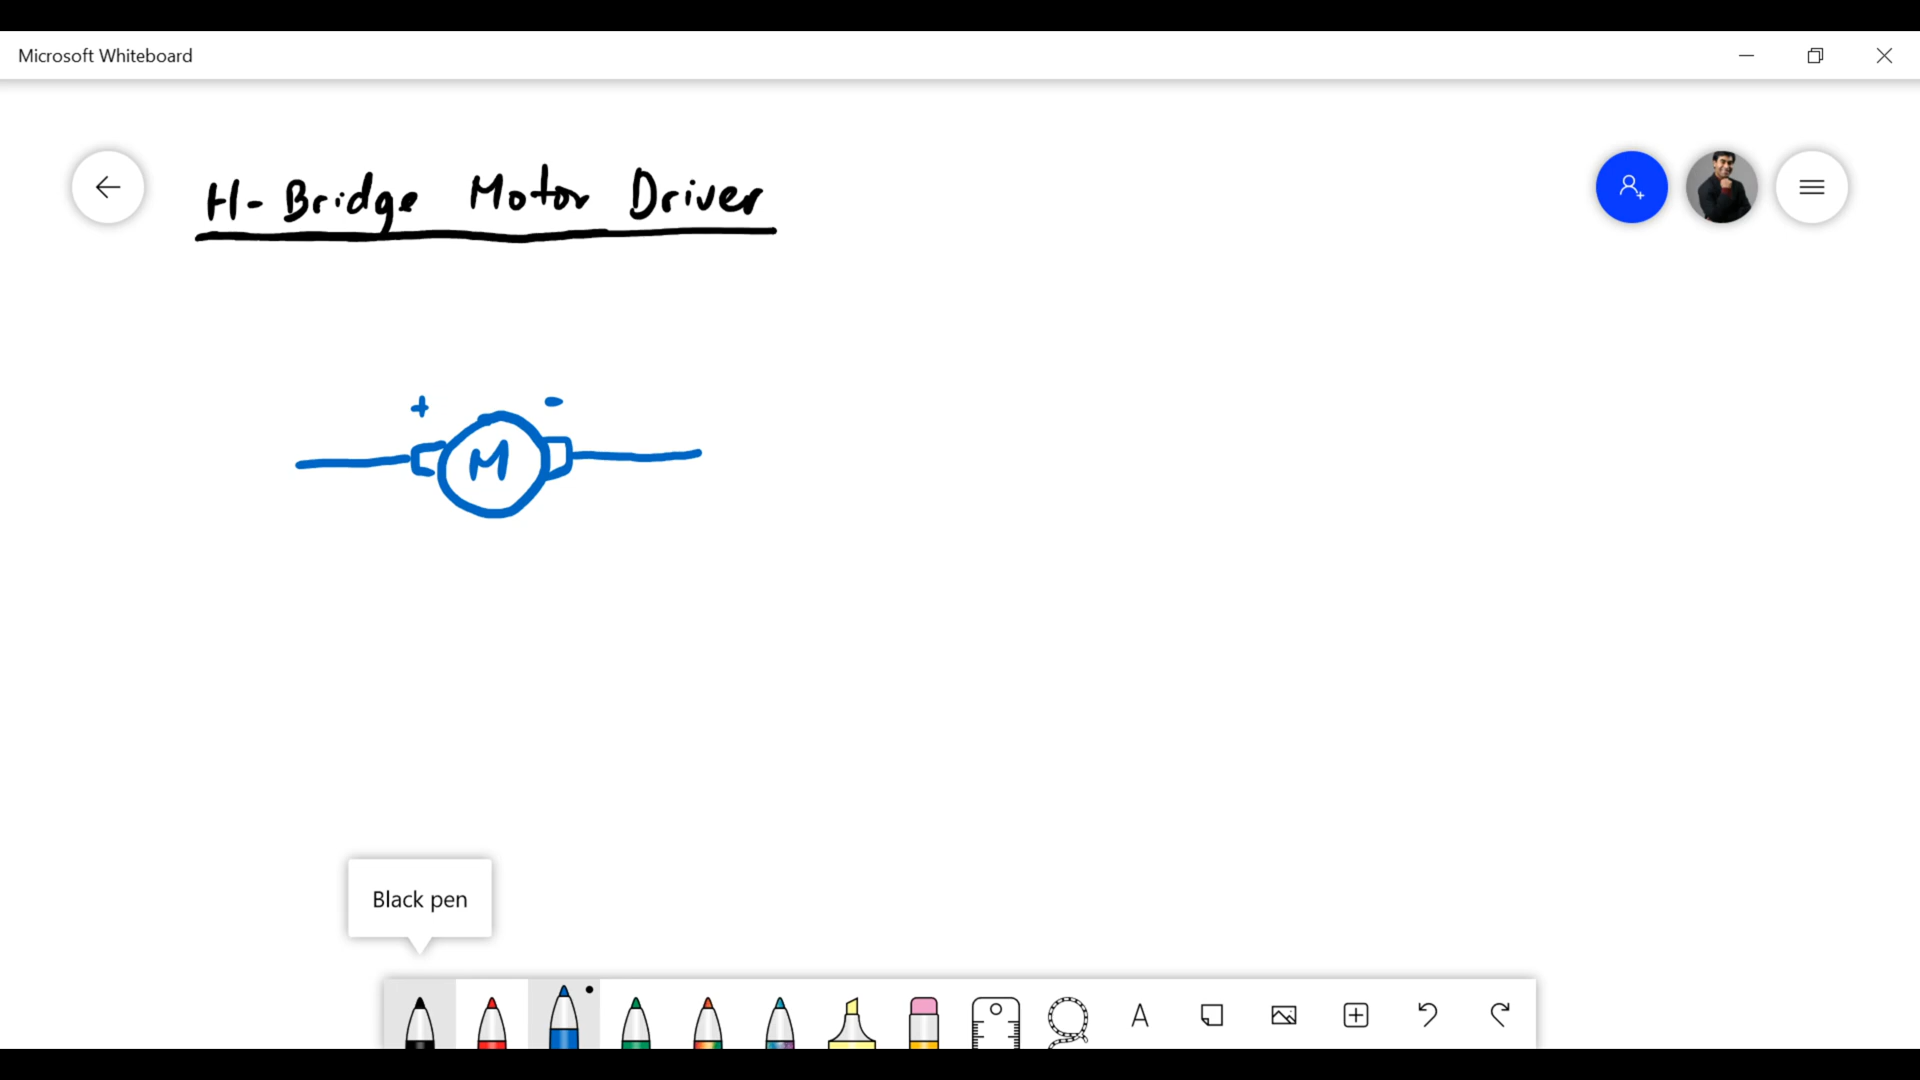 Microsoft Whiteboard
H-Bridge Motor Driver
+ -
M
Black pen
A